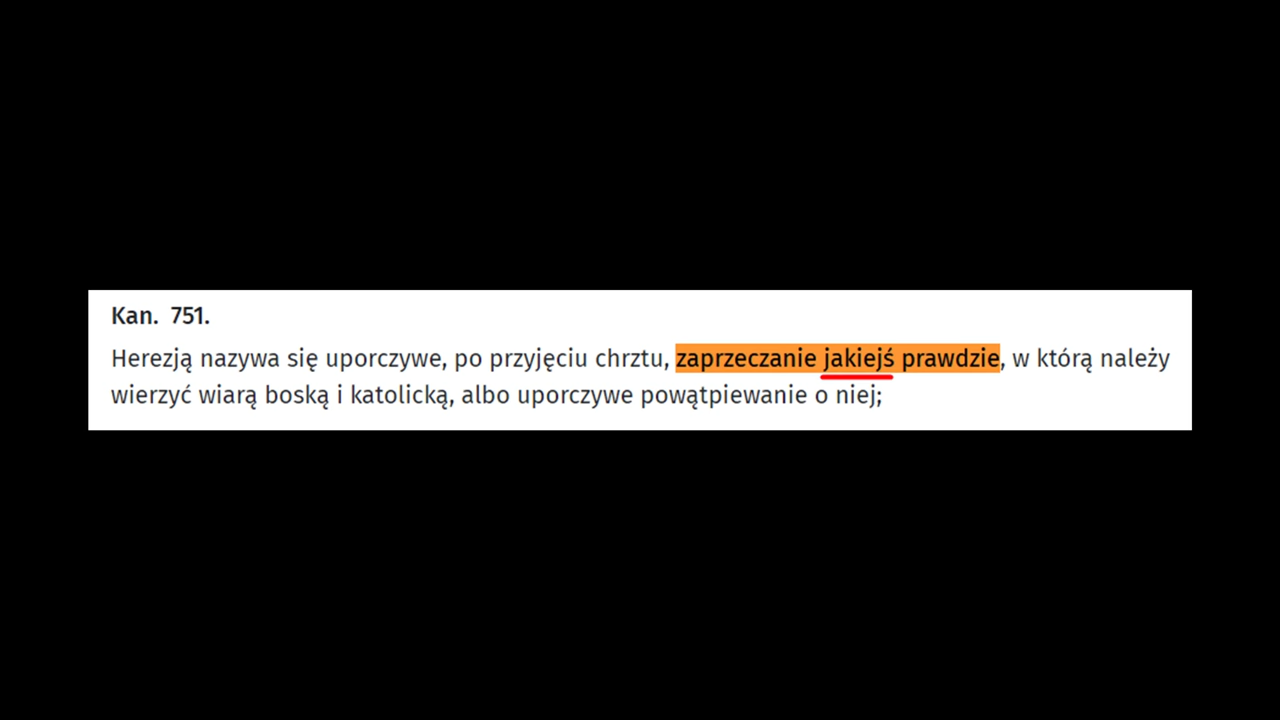 Kan. 751.
Herezją nazywa się uporczywe, po przyjęciu chrztu, zaprzeczanie jakiejś prawdzie, w którą należy
wierzyć wiarą boską i katolicką, albo uporczywe powątpiewanie o niej;